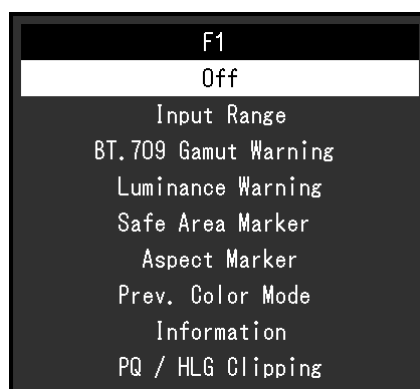 F1
Off
Input Range
BT.709 Gamut Warning
Luminance Warning
Safe Area Marker
Aspect Marker
Prev. Color Mode
Information
PQ / HLG Clipping